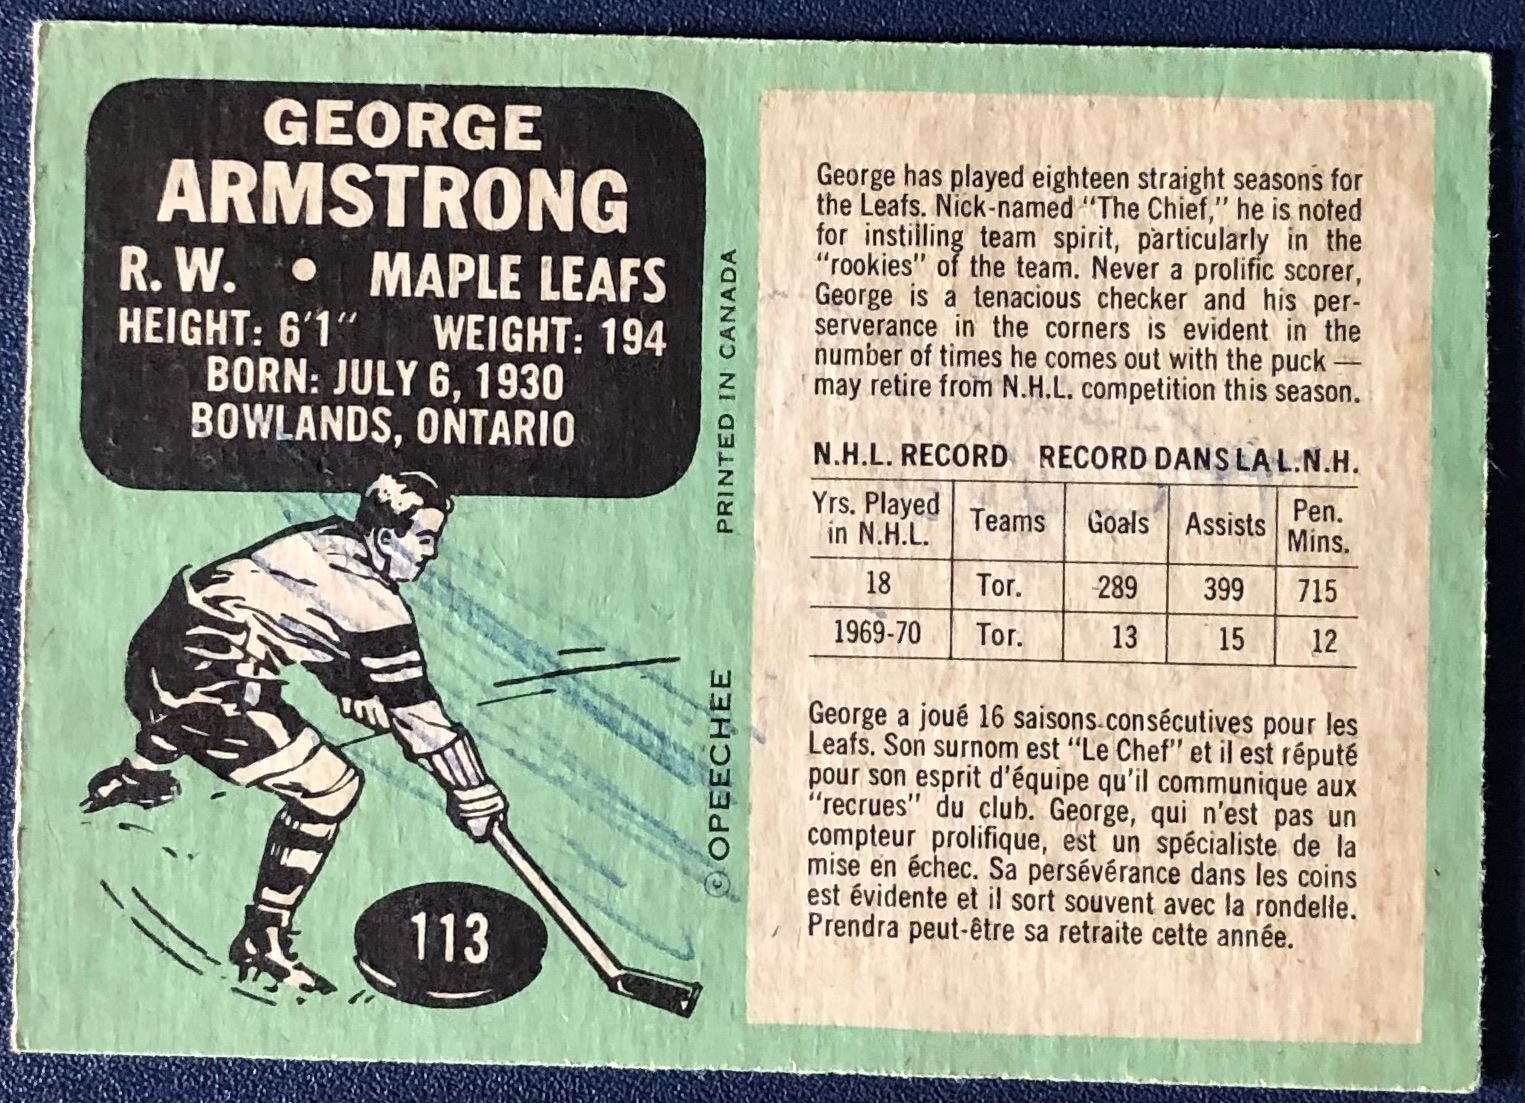 GEORGE
ARMSTRONG
R. W. • MAPLE LEAFS
HEIGHT: 6'1" WEIGHT: 194
BORN: JULY 6, 1930
BOWLANDS, ONTARIO
113
© OPEECHEE PRINTED IN CANADA
George has played eighteen straight seasons for
the Leafs. Nick-named "The Chief," he is noted
for instilling team spirit, particularly in the
"rookies" of the team. Never a prolific scorer,
George is a tenacious checker and his per-
serverance in the corners is evident in the
number of times he comes out with the puck —
may retire from N.H.L. competition this season.
N.H.L. RECORD RECORD DANS LA L.N.H.
Yrs. Played in N.H.L. Teams Goals Assists Pen. Mins.
18 Tor. 289 399 715
1969-70 Tor. 13 15 12
George a joué 16 saisons consécutives pour les
Leafs. Son surnom est "Le Chef" et il est réputé
pour son esprit d'équipe qu'il communique aux
"recrues" du club. George, qui n'est pas un
compteur prolifique, est un spécialiste de la
mise en échec. Sa persévérance dans les coins
est évidente et il sort souvent avec la rondelle.
Prendra peut-être sa retraite cette année.